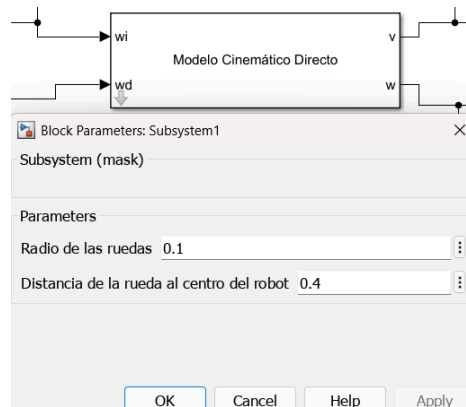 wi
v
Modelo Cinemático Directo
wd
w
Block Parameters: Subsystem1
Subsystem (mask)
Parameters
Radio de las ruedas 0.1
Distancia de la rueda al centro del robot 0.4
OK Cancel Help Apply